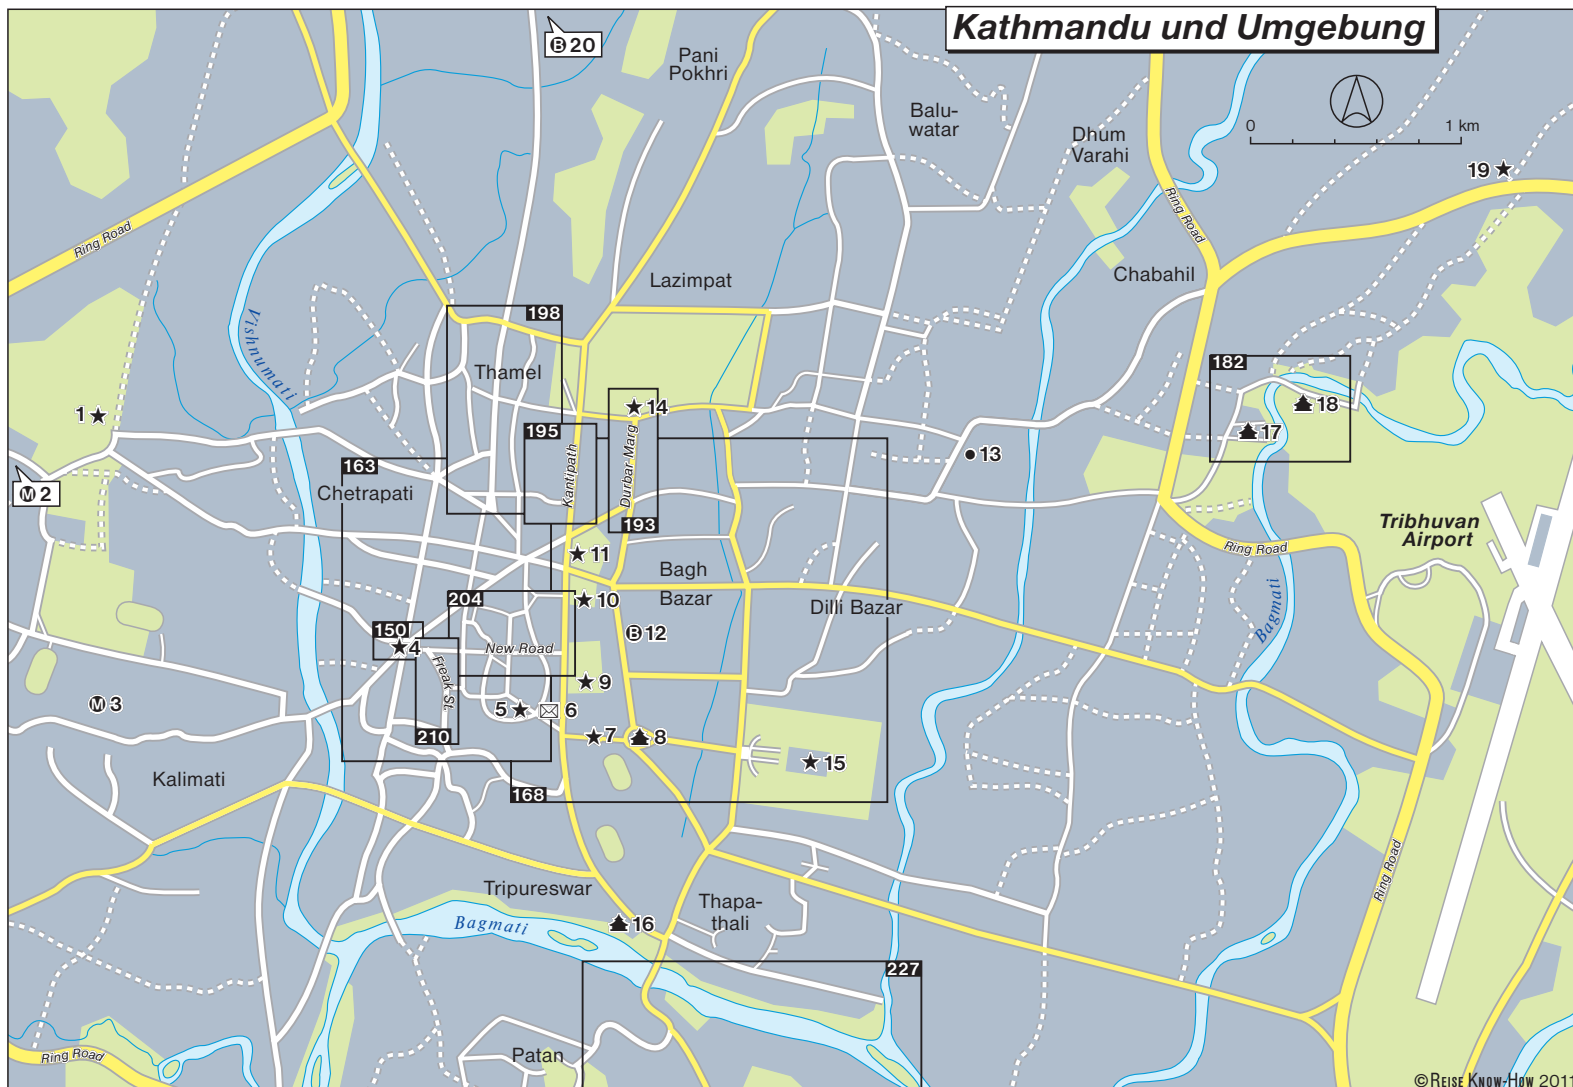 Kathmandu und Umgebung
B 20
Pani
Pokhri
Balu-
watar
Dhum
Varahi
0 1 km
19
Ring Road
Ring Road
Lazimpat
Chabahil
Vishnumati
198
Thamel
182
1
14
18
195
17
163
Kantipath
Durbar Marg
13
Chetrapati
M 2
193
Tribhuvan
Airport
11
Ring Road
Bagh
Bazar
204
10
Dilli Bazar
Bagmati
150
B 12
4
New Road
Freak St.
9
M 3
5
6
210
7
8
15
Kalimati
168
Ring Road
Tripureswar
Thapa-
thali
Bagmati
16
227
Patan
Ring Road
© REISE KNOW-HOW 2011